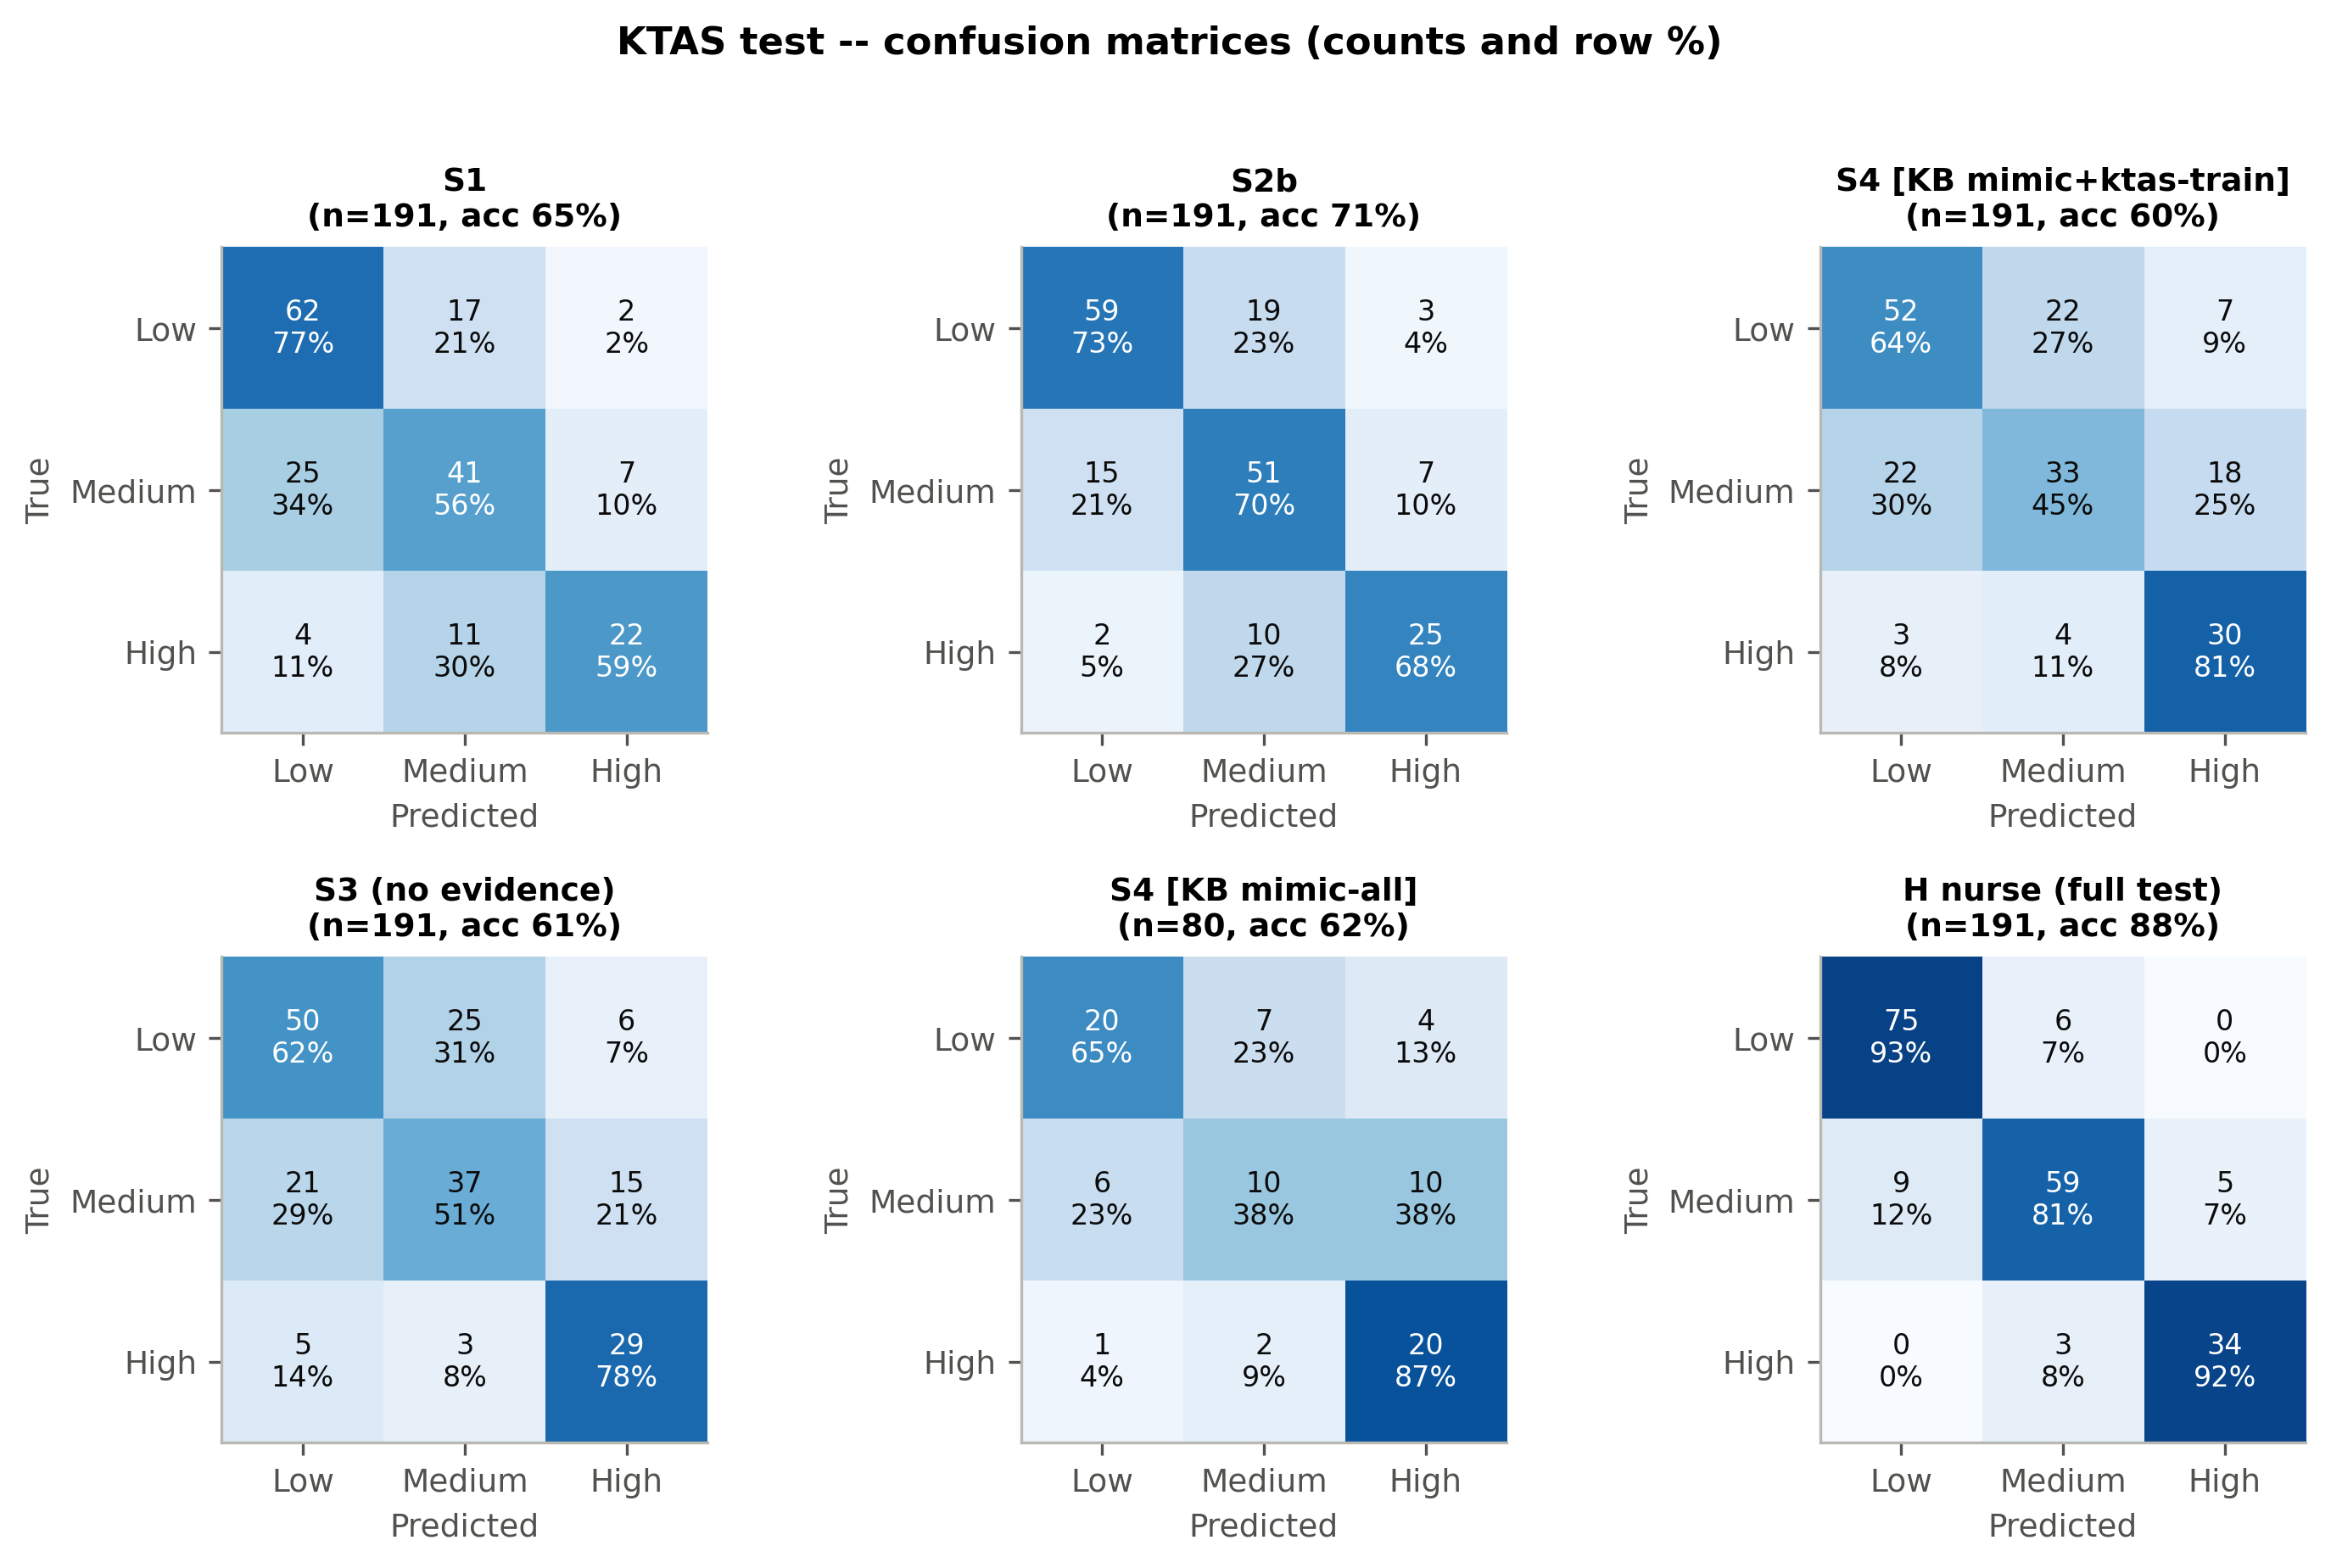 KTAS test -- confusion matrices (counts and row %)
S1
(n=191, acc 65%)
62 17 2
77% 21% 2%
25 41 7
34% 56% 10%
4 11 22
11% 30% 59%
Low
Medium
High
True
Low Medium High
Predicted
S2b
(n=191, acc 71%)
59 19 3
73% 23% 4%
15 51 7
21% 70% 10%
2 10 25
5% 27% 68%
Low
Medium
High
True
Low Medium High
Predicted
S4 [KB mimic+ktas-train]
(n=191, acc 60%)
52 22 7
64% 27% 9%
22 33 18
30% 45% 25%
3 4 30
8% 11% 81%
Low
Medium
High
True
Low Medium High
Predicted
S3 (no evidence)
(n=191, acc 61%)
50 25 6
62% 31% 7%
21 37 15
29% 51% 21%
5 3 29
14% 8% 78%
Low
Medium
High
True
Low Medium High
Predicted
S4 [KB mimic-all]
(n=80, acc 62%)
20 7 4
65% 23% 13%
6 10 10
23% 38% 38%
1 2 20
4% 9% 87%
Low
Medium
High
True
Low Medium High
Predicted
H nurse (full test)
(n=191, acc 88%)
75 6 0
93% 7% 0%
9 59 5
12% 81% 7%
0 3 34
0% 8% 92%
Low
Medium
High
True
Low Medium High
Predicted